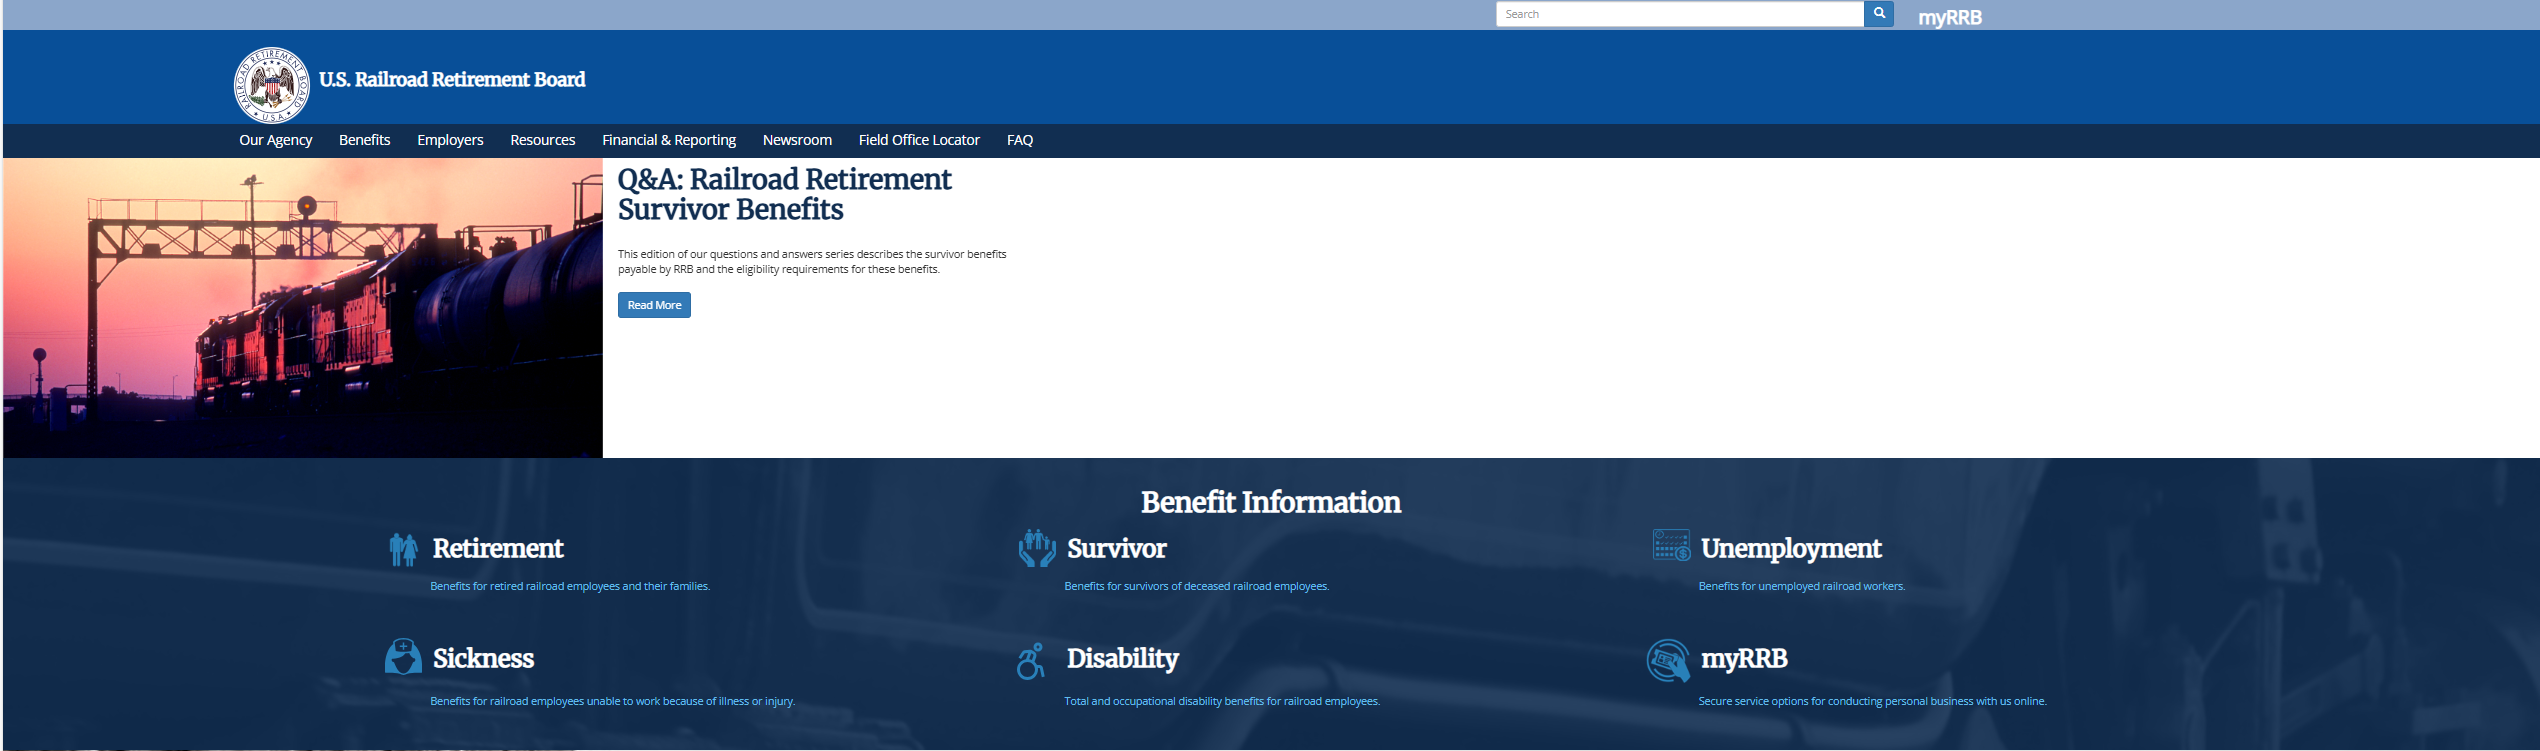 Search
myRRB
RAILROAD RETIREMENT BOARD
U.S.A.
U.S. Railroad Retirement Board
Our Agency Benefits Employers Resources Financial & Reporting Newsroom Field Office Locator FAQ
Q&A: Railroad Retirement
Survivor Benefits
This edition of our questions and answers series describes the survivor benefits
payable by RRB and the eligibility requirements for these benefits.
Read More
Benefit Information
Retirement
Benefits for retired railroad employees and their families.
Survivor
Benefits for survivors of deceased railroad employees.
Unemployment
Benefits for unemployed railroad workers.
Sickness
Benefits for railroad employees unable to work because of illness or injury.
Disability
Total and occupational disability benefits for railroad employees.
myRRB
Secure service options for conducting personal business with us online.